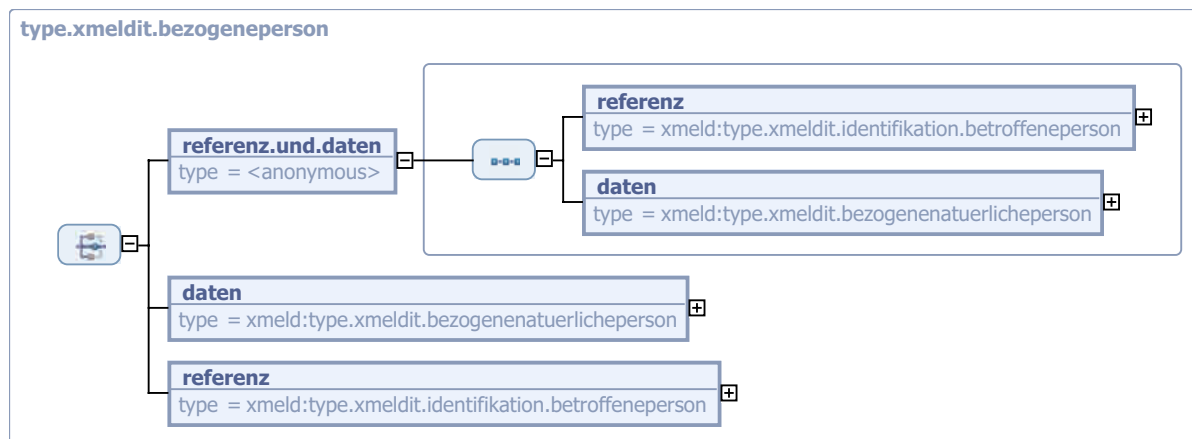 type.xmeldit.bezogeneperson
referenz.und.daten
type = <anonymous>
referenz
type = xmeld:type.xmeldit.identifikation.betroffeneperson
daten
type = xmeld:type.xmeldit.bezogenenatuerlicheperson
daten
type = xmeld:type.xmeldit.bezogenenatuerlicheperson
referenz
type = xmeld:type.xmeldit.identifikation.betroffeneperson